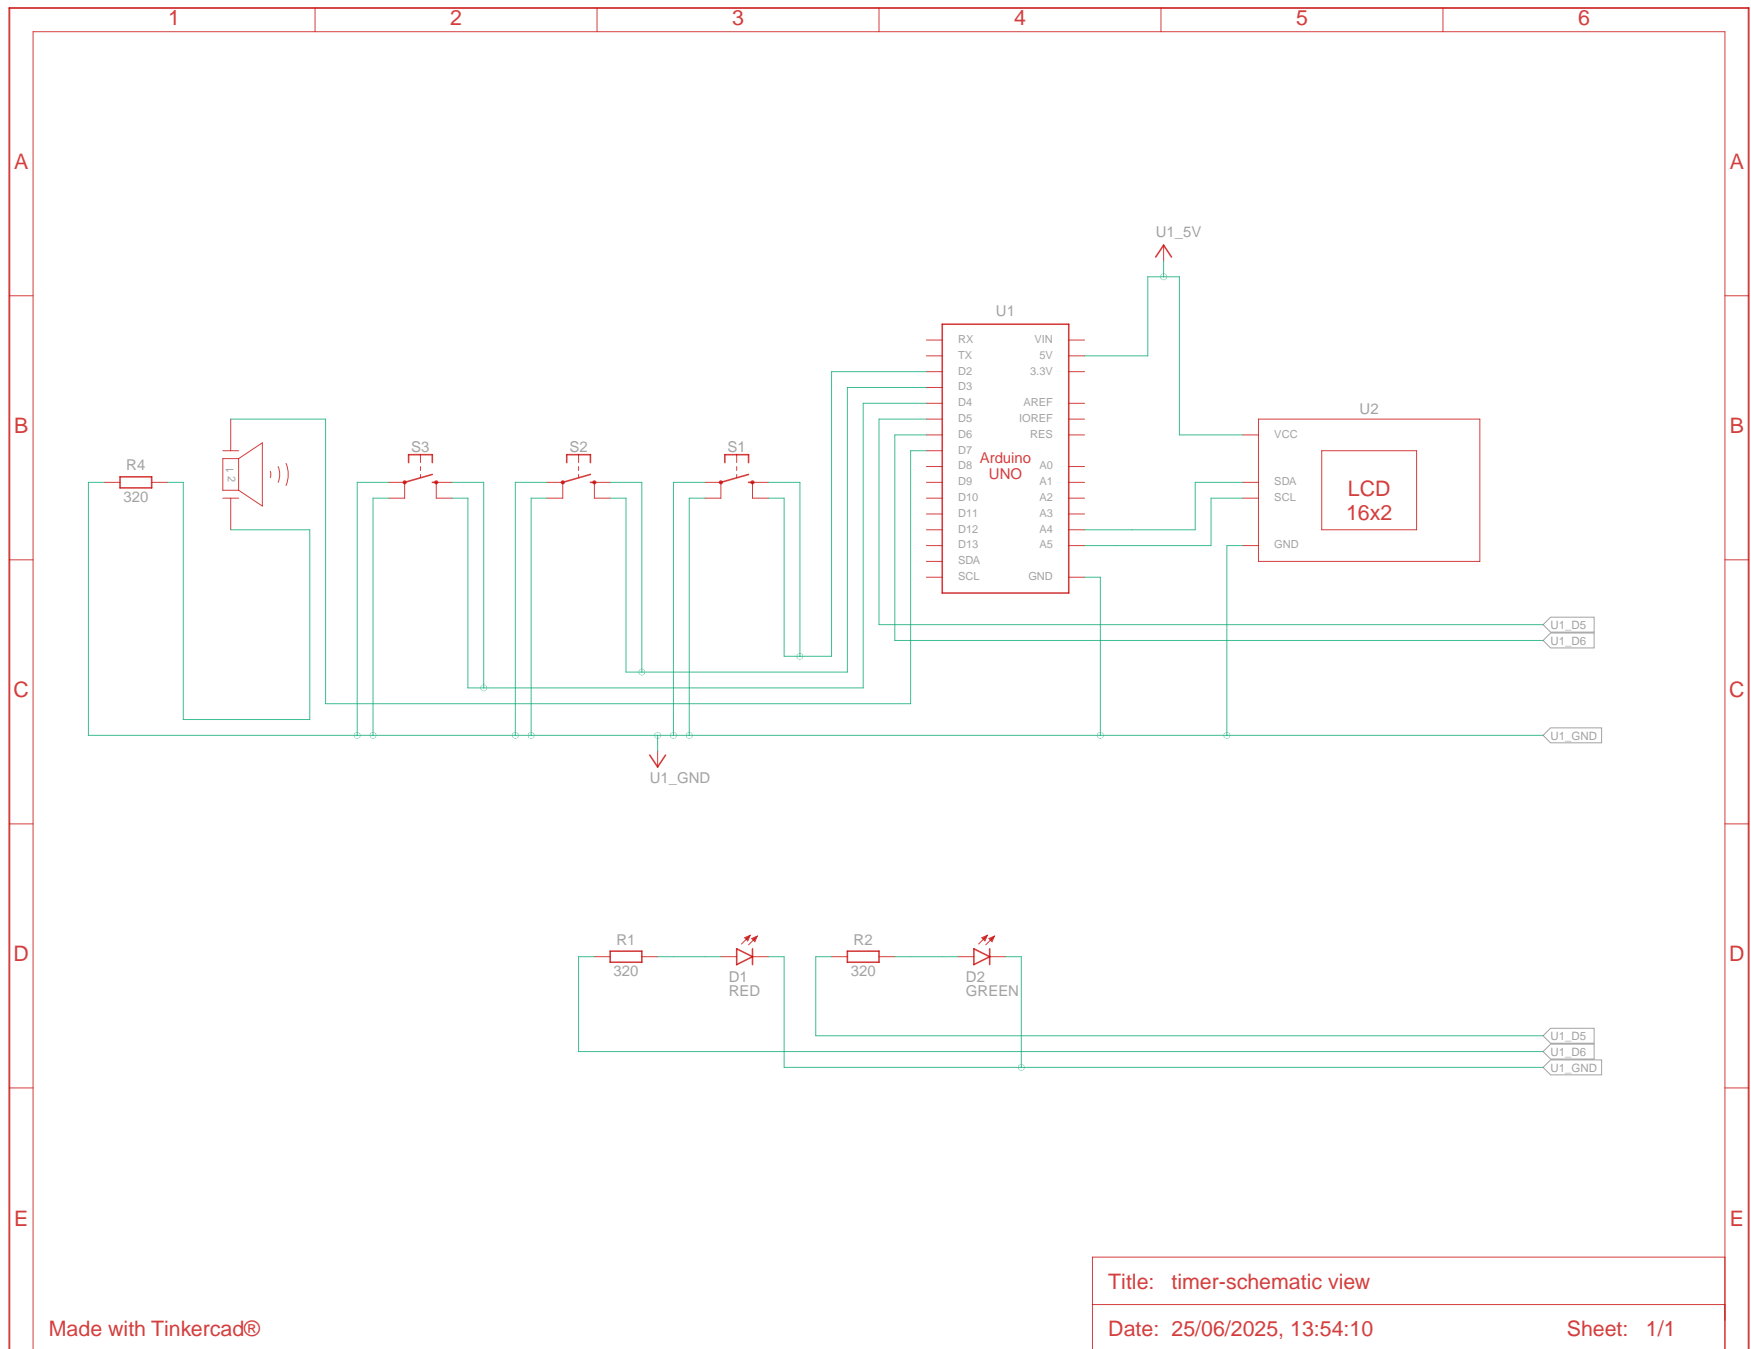 1 2 3 4 5 6
A A
U1_5V
U1
RX VIN
TX 5V
D2 3.3V
D3
D4 AREF
D5 IOREF
D6 RES
D7
D8 A0
D9 A1
D10 A2
D11 A3
D12 A4
D13 A5
SDA
SCL GND
Arduino
UNO
U2
VCC
SDA
SCL
GND
LCD
16x2
B B
R4
320
1 2
S3
S2
S1
U1_D5
U1_D6
C C
U1_GND
U1_GND
D D
R1
320
D1
RED
R2
320
D2
GREEN
U1_D5
U1_D6
U1_GND
E E
Title: timer-schematic view
Made with Tinkercad®
Date: 25/06/2025, 13:54:10 Sheet: 1/1